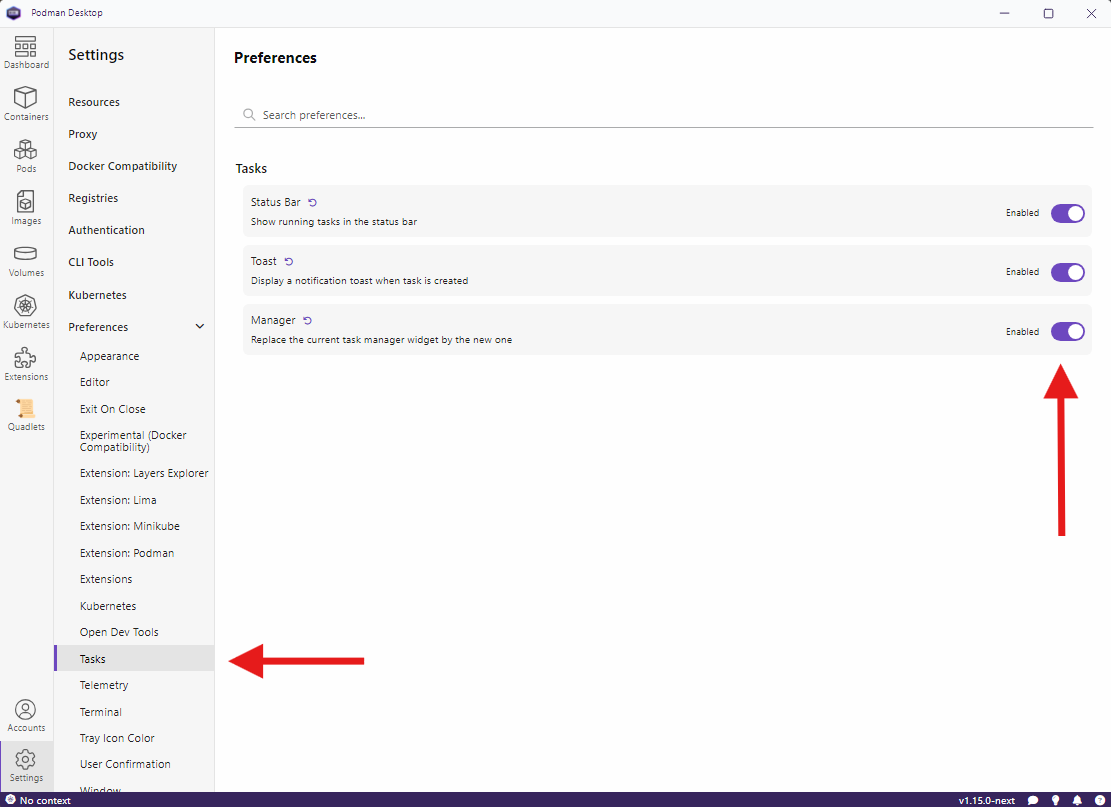 Podman Desktop
Dashboard
Containers
Pods
Images
Volumes
Kubernetes
Extensions
Quadlets
Accounts
Settings
Settings
Resources
Proxy
Docker Compatibility
Registries
Authentication
CLI Tools
Kubernetes
Preferences
Appearance
Editor
Exit On Close
Experimental (Docker
Compatibility)
Extension: Layers Explorer
Extension: Lima
Extension: Minikube
Extension: Podman
Extensions
Kubernetes
Open Dev Tools
Tasks
Telemetry
Terminal
Tray Icon Color
User Confirmation
Window
Preferences
Search preferences...
Tasks
Status Bar
Show running tasks in the status bar
Enabled
Toast
Display a notification toast when task is created
Enabled
Manager
Replace the current task manager widget by the new one
Enabled
No context
v1.15.0-next